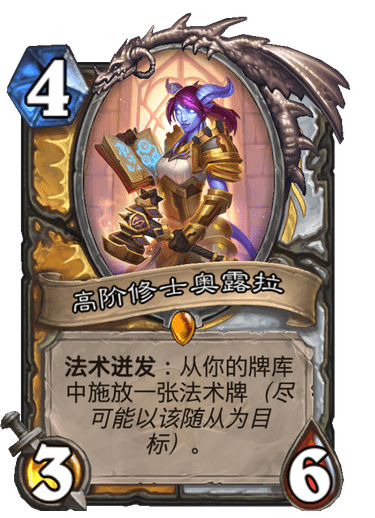 4
高阶修士奥露拉
法术迸发：从你的牌库
中施放一张法术牌（尽
可能以该随从为目
标）。
3
6